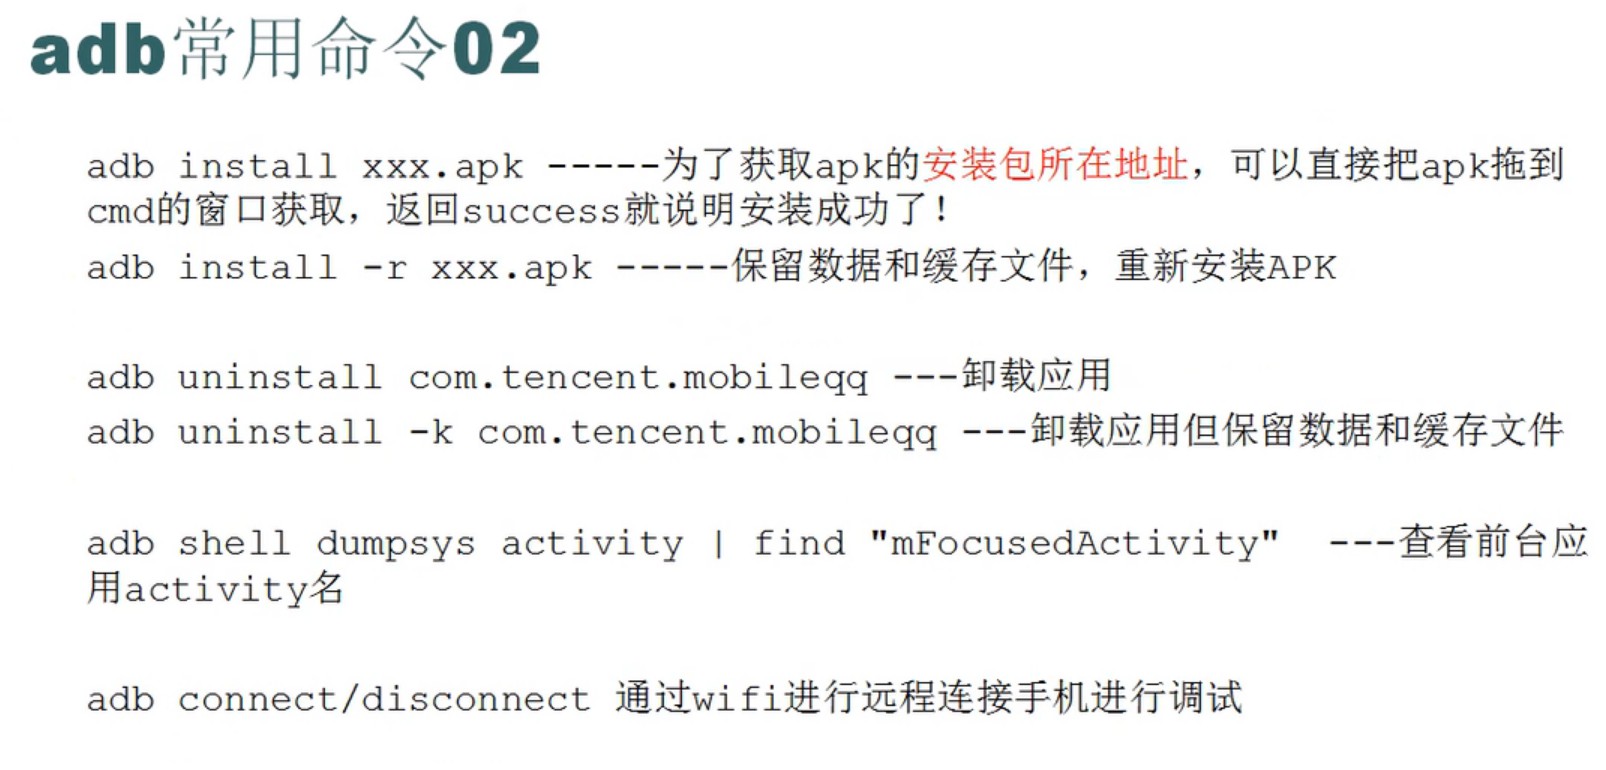 adb常用命令02
adb install xxx.apk -----为了获取apk的安装包所在地址，可以直接把apk拖到
cmd的窗口获取，返回success就说明安装成功了！
adb install -r xxx.apk -----保留数据和缓存文件，重新安装APK
adb uninstall com.tencent.mobileqq ---卸载应用
adb uninstall -k com.tencent.mobileqq ---卸载应用但保留数据和缓存文件
adb shell dumpsys activity | find "mFocusedActivity"  ---查看前台应
用activity名
adb connect/disconnect 通过wifi进行远程连接手机进行调试